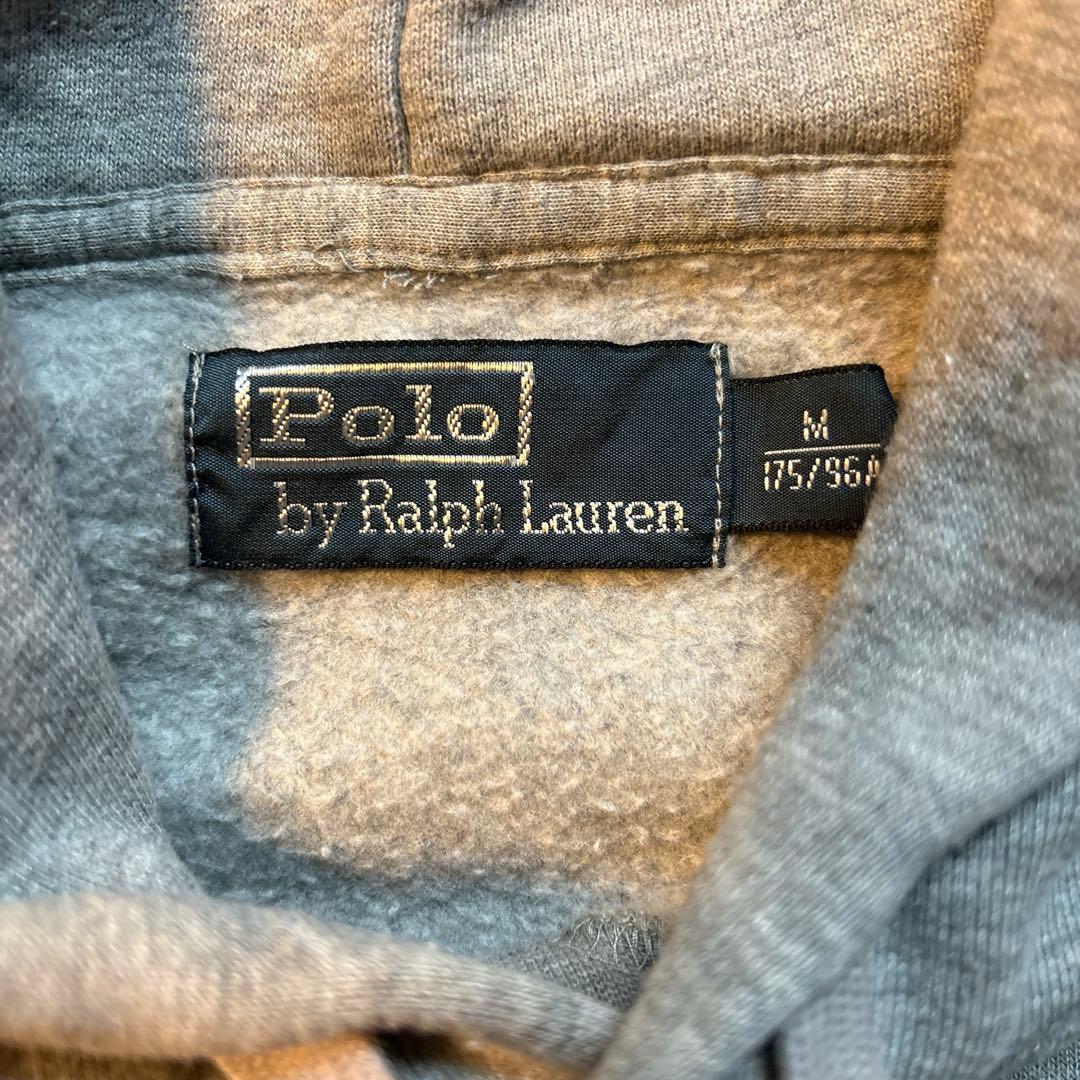 Polo
by Ralph Lauren
M
175/96A